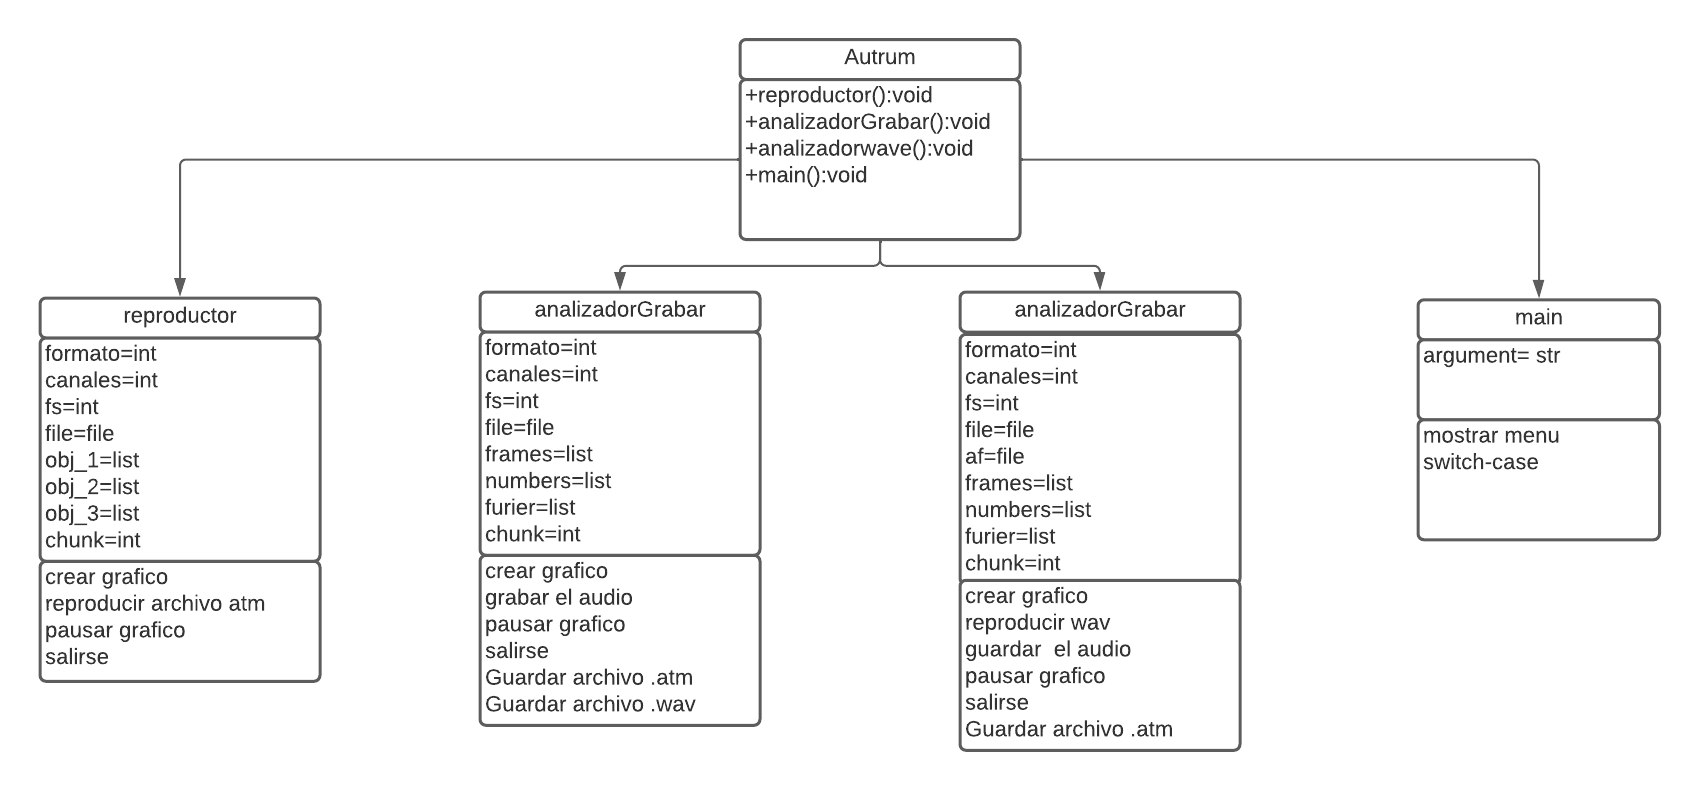 Autrum
+reproductor():void
+analizadorGrabar():void
+analizadorwave():void
+main():void
reproductor
formato=int
canales=int
fs=int
file=file
obj_1=list
obj_2=list
obj_3=list
chunk=int
crear grafico
reproducir archivo atm
pausar grafico
salirse
analizadorGrabar
formato=int
canales=int
fs=int
file=file
frames=list
numbers=list
furier=list
chunk=int
crear grafico
grabar el audio
pausar grafico
salirse
Guardar archivo .atm
Guardar archivo .wav
analizadorGrabar
formato=int
canales=int
fs=int
file=file
af=file
frames=list
numbers=list
furier=list
chunk=int
crear grafico
reproducir wav
guardar  el audio
pausar grafico
salirse
Guardar archivo .atm
main
argument= str
mostrar menu
switch-case